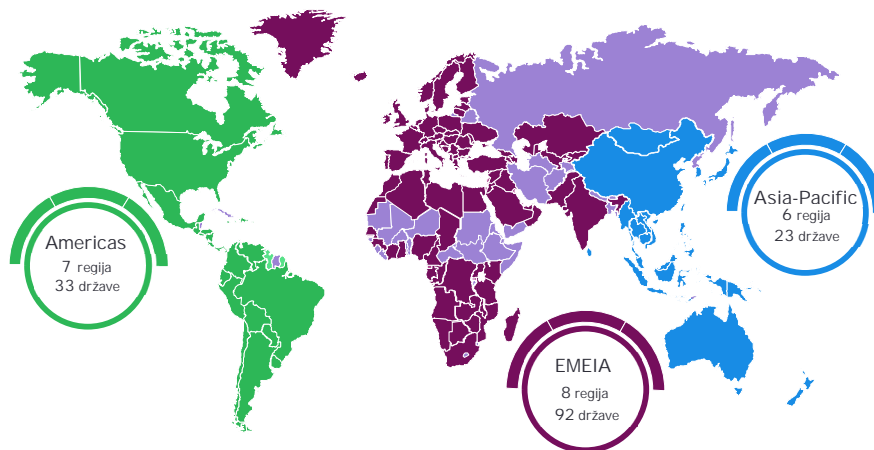 Americas
7 regija
33 države
Asia-Pacific
6 regija
23 države
EMEIA
8 regija
92 države